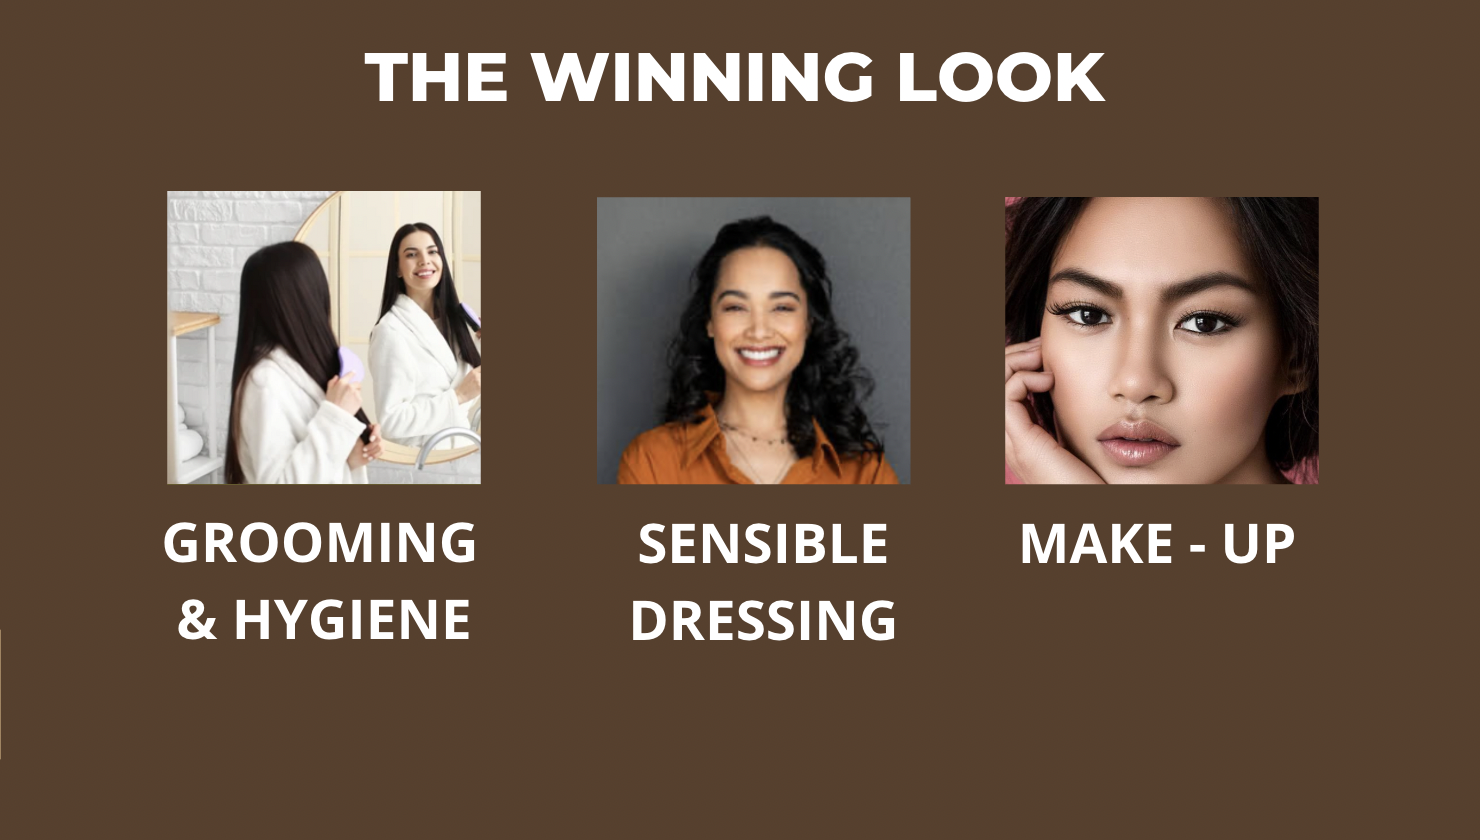 THE WINNING LOOK
GROOMING
& HYGIENE
SENSIBLE
DRESSING
MAKE - UP